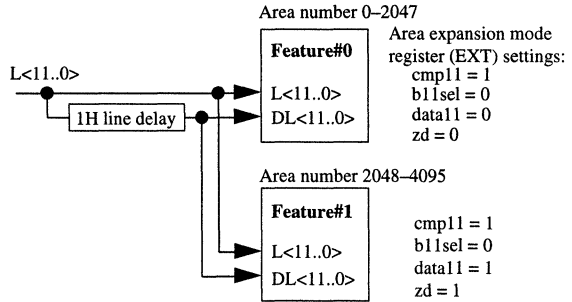 Area number 0–2047
Feature#0
L<11..0>
DL<11..0>
Area expansion mode
register (EXT) settings:
cmp11 = 1
b11sel = 0
data11 = 0
zd = 0
L<11..0>
1H line delay
Area number 2048–4095
Feature#1
L<11..0>
DL<11..0>
cmp11 = 1
b11sel = 0
data11 = 1
zd = 1